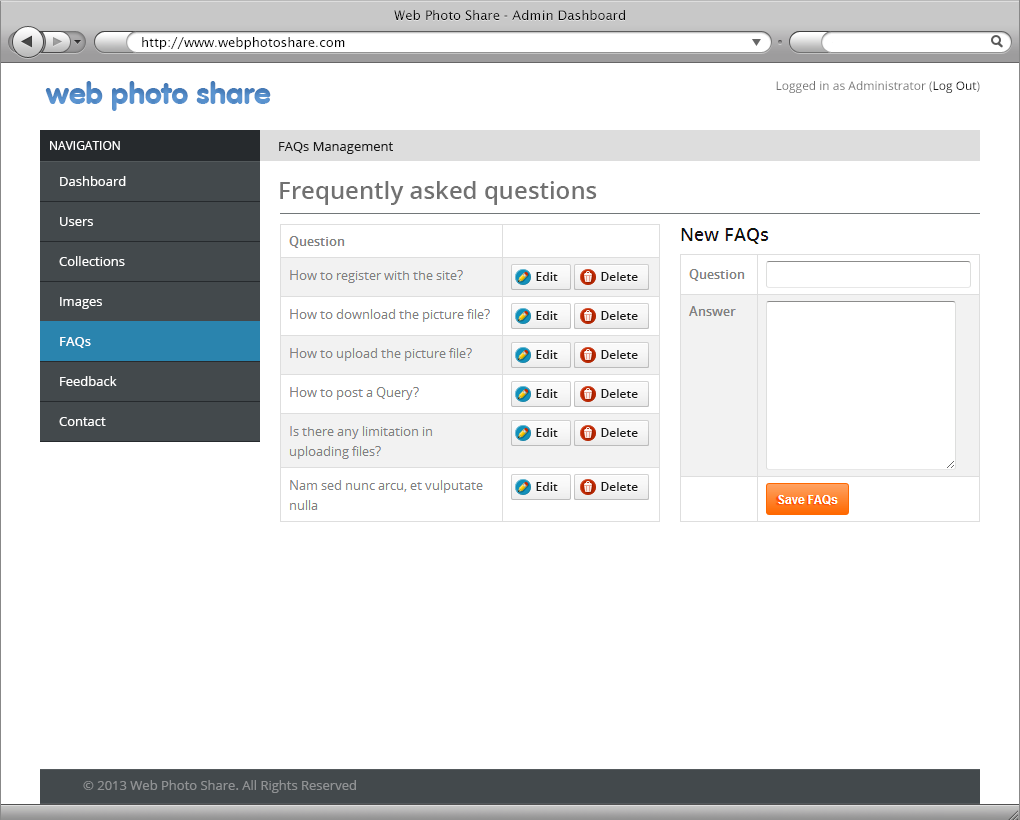 Web Photo Share - Admin Dashboard
http://www.webphotoshare.com
web photo share
Logged in as Administrator (Log Out)
NAVIGATION
Dashboard
Users
Collections
Images
FAQs
Feedback
Contact
FAQs Management
Frequently asked questions
Question
How to register with the site? Edit Delete
How to download the picture file? Edit Delete
How to upload the picture file? Edit Delete
How to post a Query? Edit Delete
Is there any limitation in Edit Delete
uploading files?
Nam sed nunc arcu, et vulputate Edit Delete
nulla
New FAQs
Question
Answer
Save FAQs
© 2013 Web Photo Share. All Rights Reserved